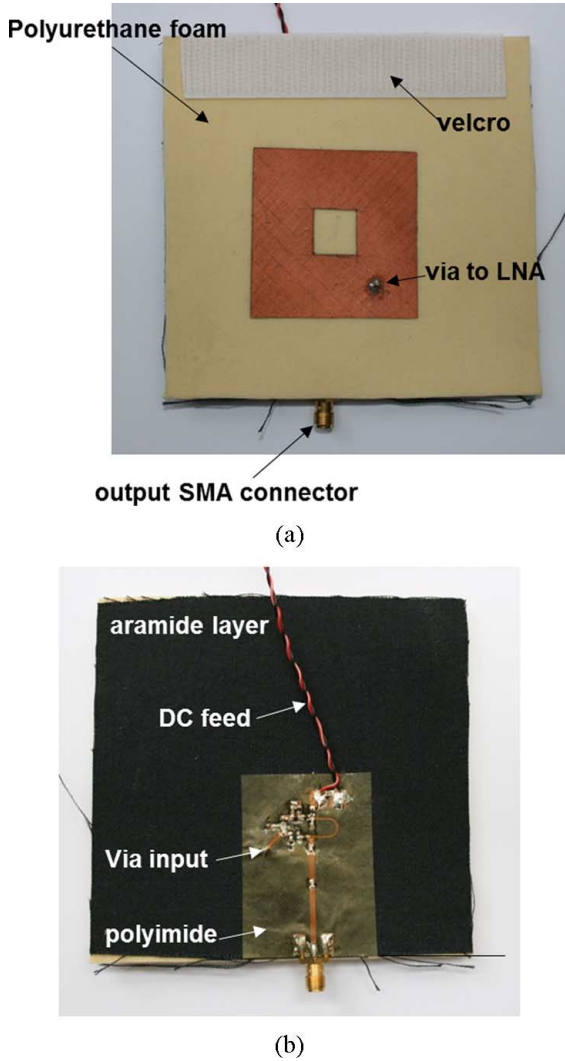 Polyurethane foam
velcro
via to LNA
output SMA connector
(a)
aramide layer
DC feed
Via input
polyimide
(b)